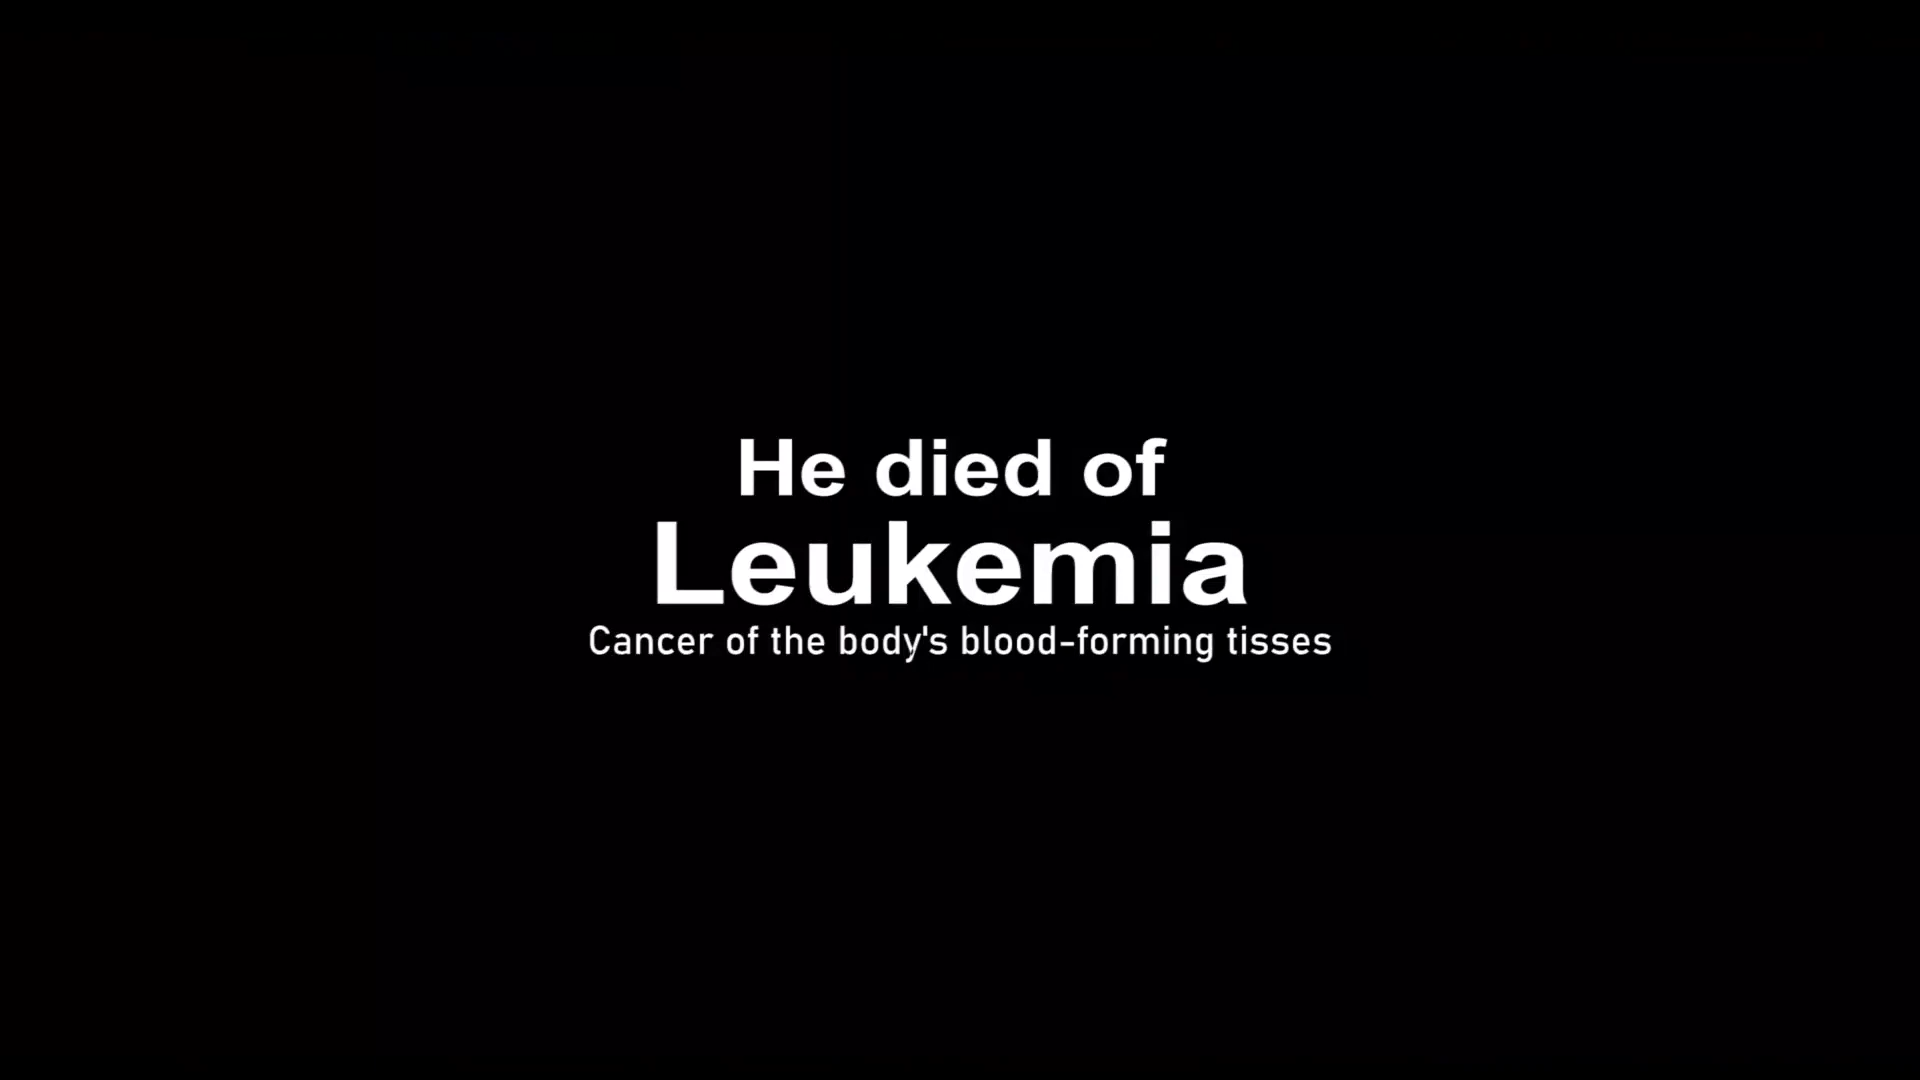 He died of
Leukemia
Cancer of the body's blood-forming tisses